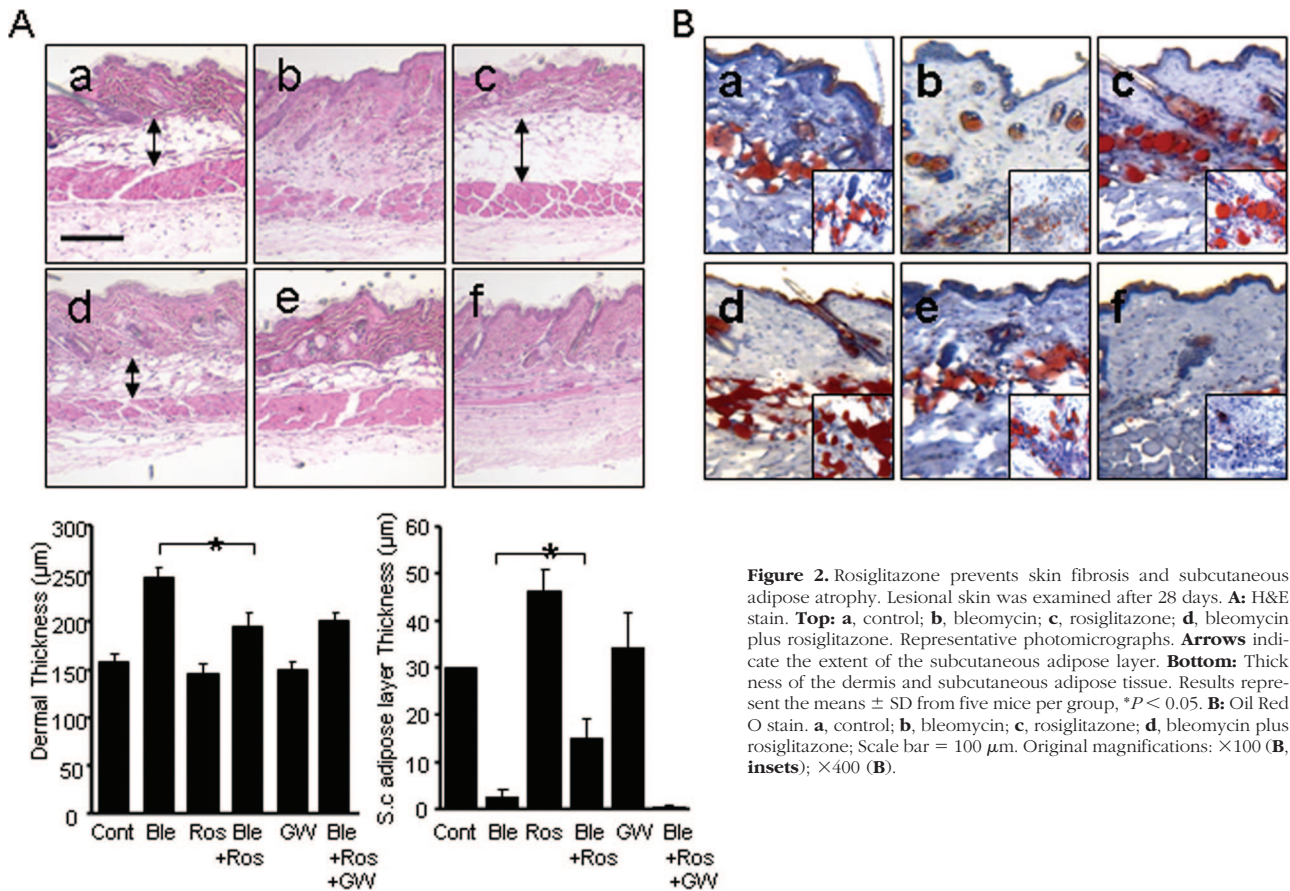 A
a
b
c
d
e
f
B
a
b
c
d
e
f
Dermal Thickness (µm)
300
250
200
150
100
50
0
*
Cont Ble Ros Ble GW Ble
+Ros +Ros
+GW
S.c adipose layer Thickness (µm)
60
50
40
30
20
10
0
*
Cont Ble Ros Ble GW Ble
+Ros +Ros
+GW
Figure 2. Rosiglitazone prevents skin fibrosis and subcutaneous
adipose atrophy. Lesional skin was examined after 28 days. A: H&E
stain. Top: a, control; b, bleomycin; c, rosiglitazone; d, bleomycin
plus rosiglitazone. Representative photomicrographs. Arrows indi-
cate the extent of the subcutaneous adipose layer. Bottom: Thick
ness of the dermis and subcutaneous adipose tissue. Results repre-
sent the means ± SD from five mice per group, *P < 0.05. B: Oil Red
O stain. a, control; b, bleomycin; c, rosiglitazone; d, bleomycin plus
rosiglitazone; Scale bar = 100 µm. Original magnifications: ×100 (B,
insets); ×400 (B).